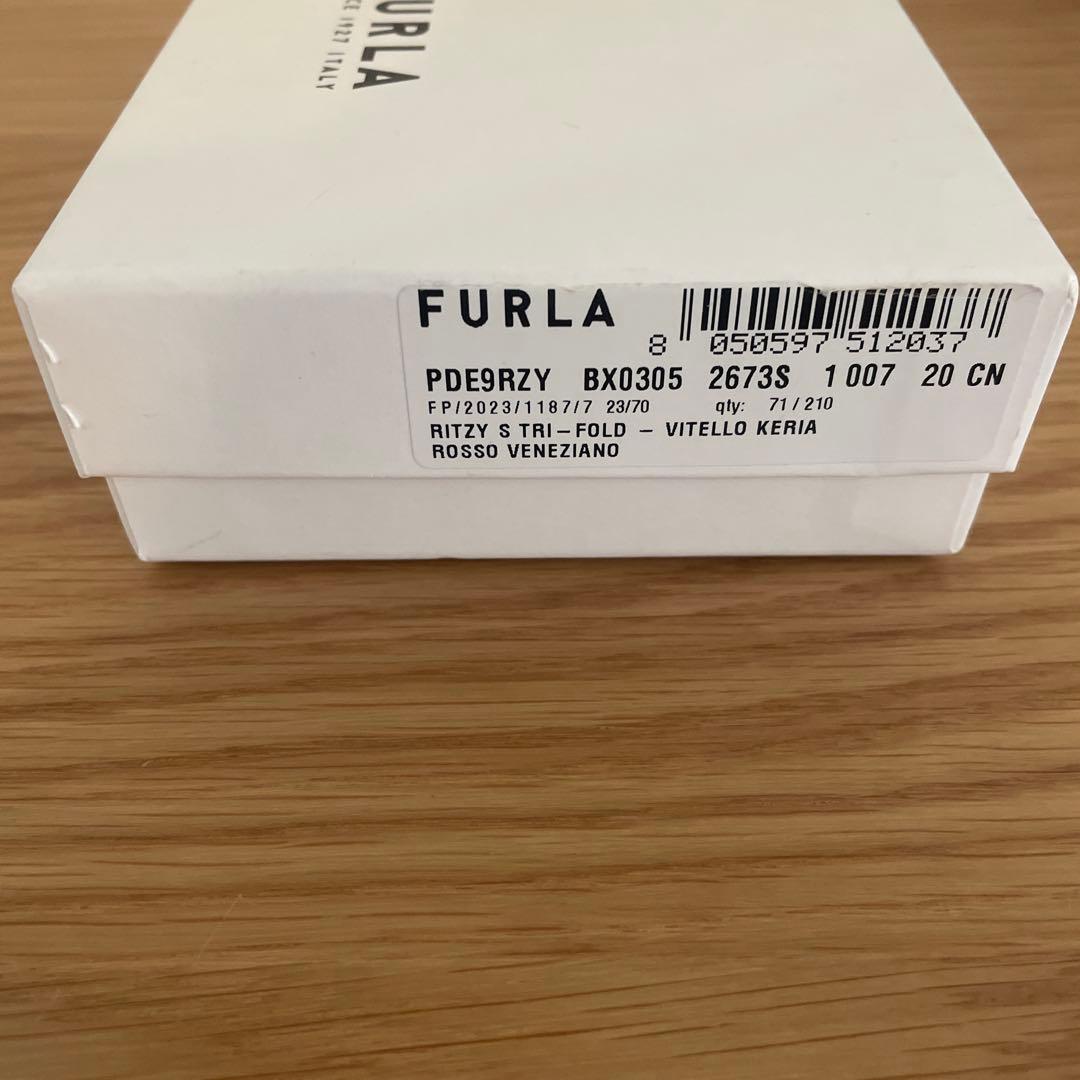 URLA
CE 1927 ITALY
FURLA
8 050597 512037
PDE9RZY BX0305 2673S 1 007 20 CN
FP/2023/1187/7 23/70 qty: 71 / 210
RITZY S TRI-FOLD - VITELLO KERIA
ROSSO VENEZIANO